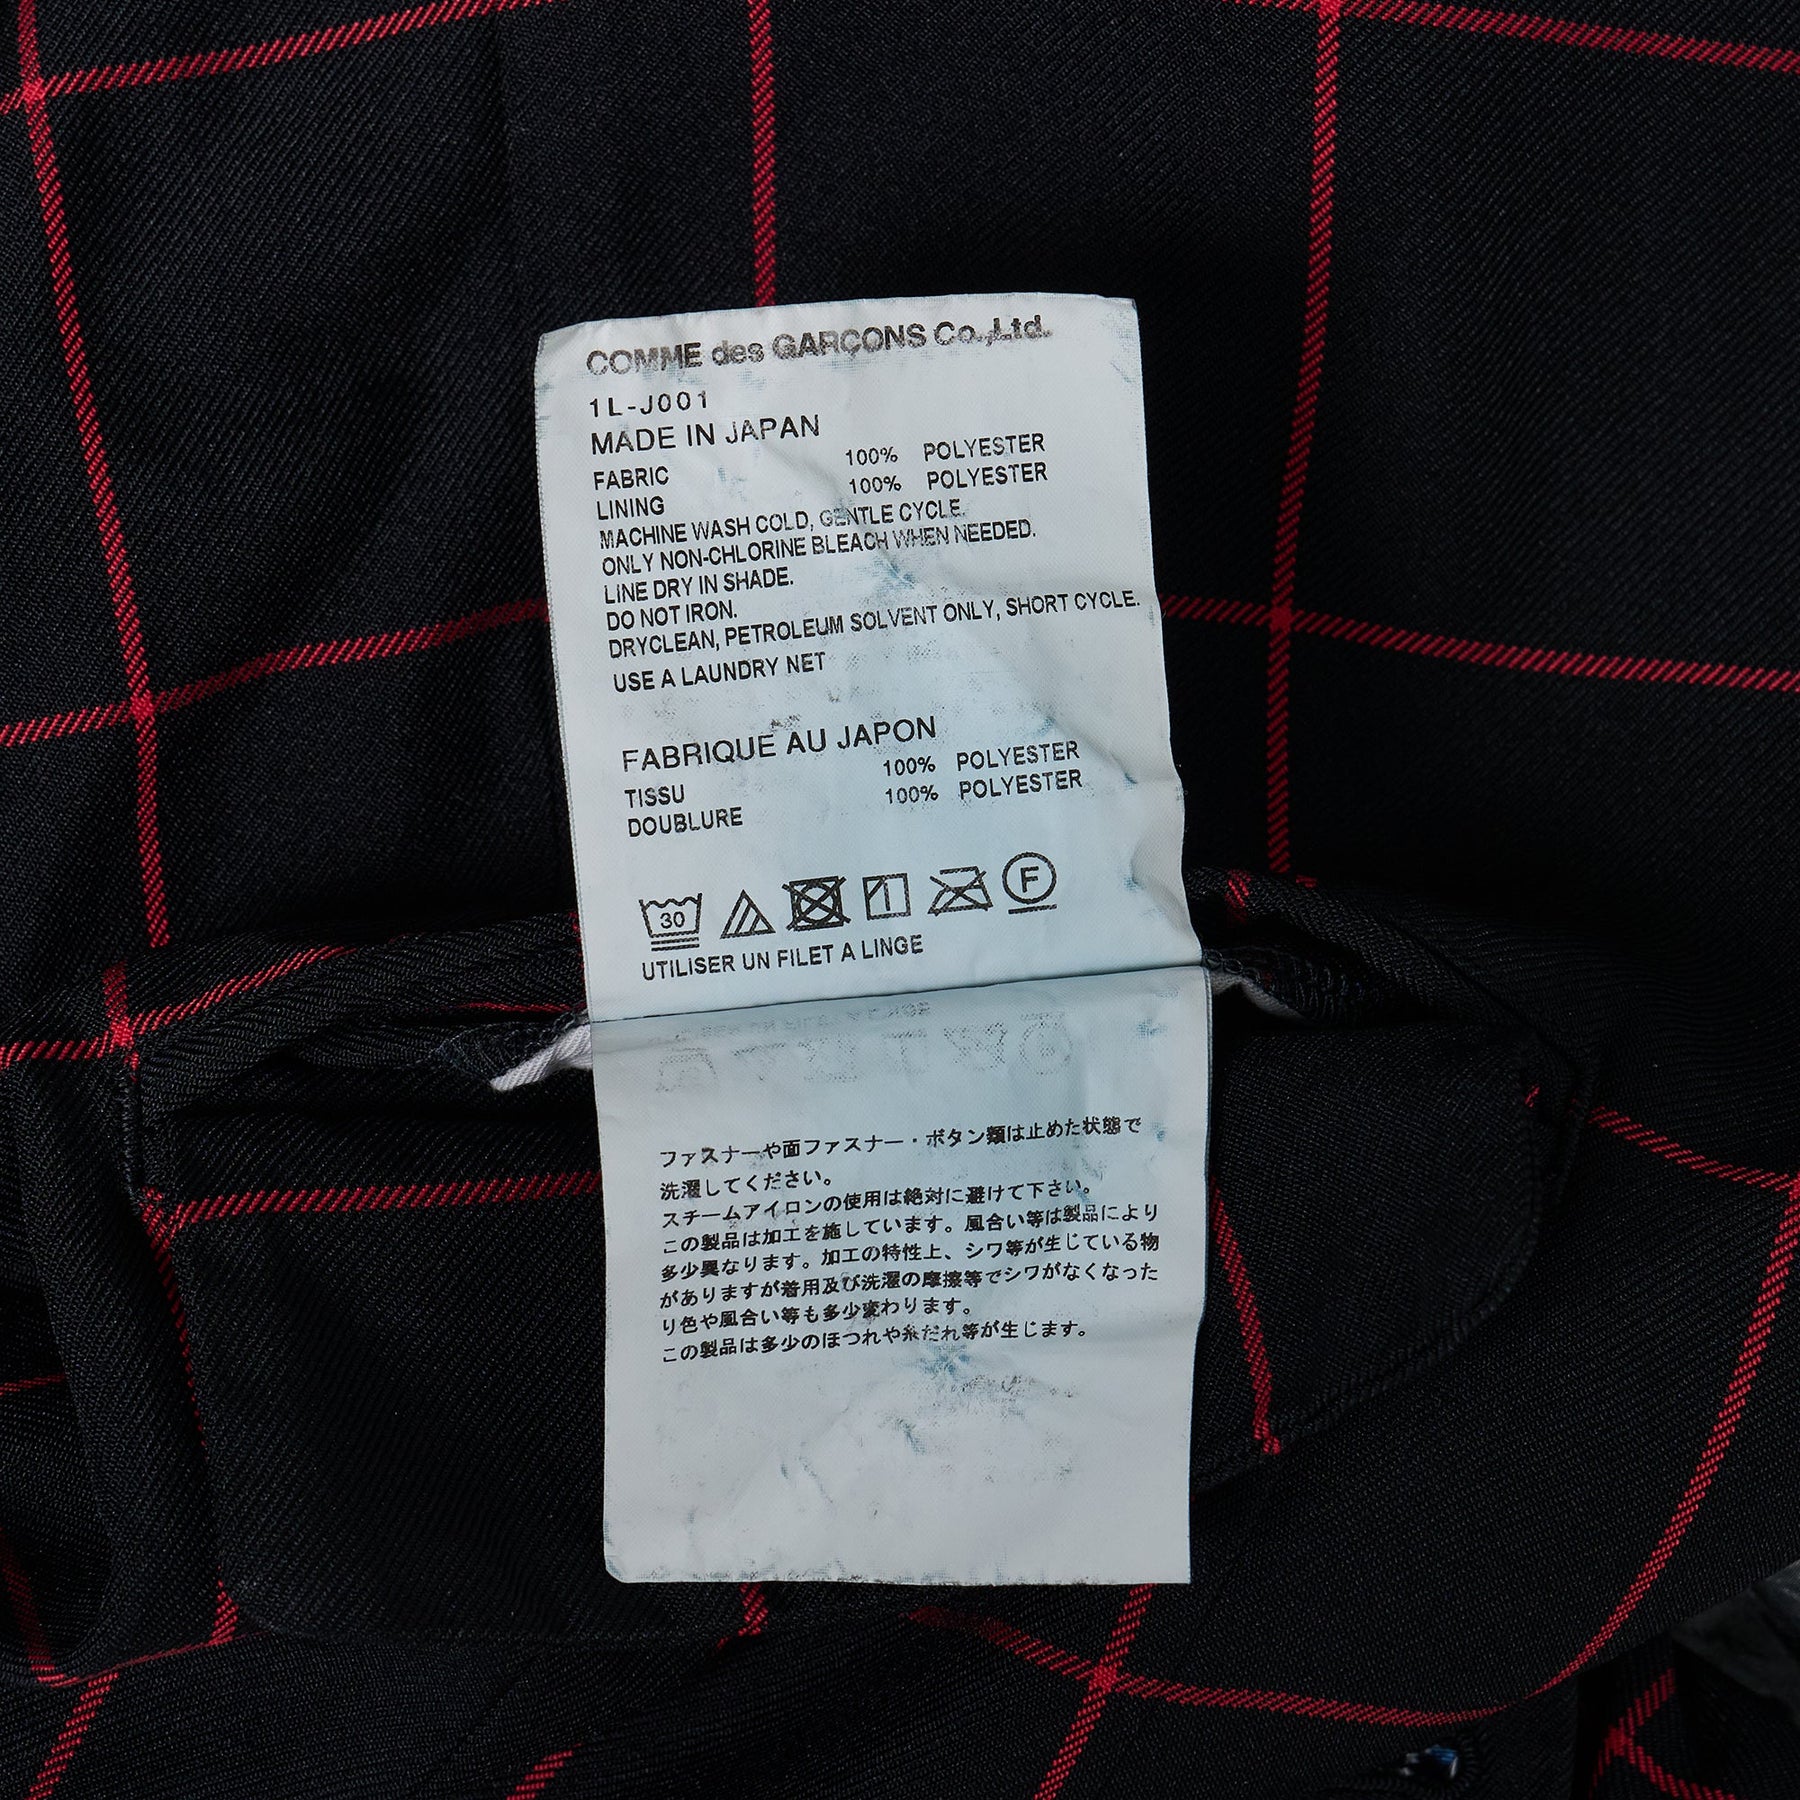 COMME des GARÇONS Co.,Ltd.
1L-J001
MADE IN JAPAN
FABRIC 100% POLYESTER
LINING 100% POLYESTER
MACHINE WASH COLD, GENTLE CYCLE.
ONLY NON-CHLORINE BLEACH WHEN NEEDED.
LINE DRY IN SHADE.
DO NOT IRON.
DRYCLEAN, PETROLEUM SOLVENT ONLY, SHORT CYCLE.
USE A LAUNDRY NET
FABRIQUE AU JAPON
TISSU 100% POLYESTER
DOUBLURE 100% POLYESTER
30 F
UTILISER UN FILET A LINGE
ファスナーや面ファスナー・ボタン類は止めた状態で
洗濯してください。
スチームアイロンの使用は絶対に避けて下さい。
この製品は加工を施しています。風合い等は製品により
多少異なります。加工の特性上、シワ等が生じている物
がありますが着用及び洗濯の摩擦等でシワがなくなった
り色や風合い等も多少変わります。
この製品は多少のほつれや糸だれ等が生じます。